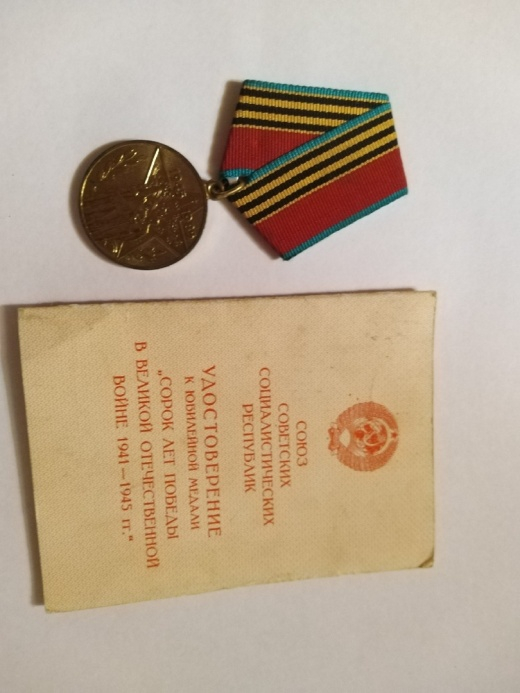 СОЮЗ
СОВЕТСКИХ
СОЦИАЛИСТИЧЕСКИХ
РЕСПУБЛИК
УДОСТОВЕРЕНИЕ
К ЮБИЛЕЙНОЙ МЕДАЛИ
„СОРОК ЛЕТ ПОБЕДЫ
В ВЕЛИКОЙ ОТЕЧЕСТВЕННОЙ
ВОЙНЕ 1941—1945 гг.“